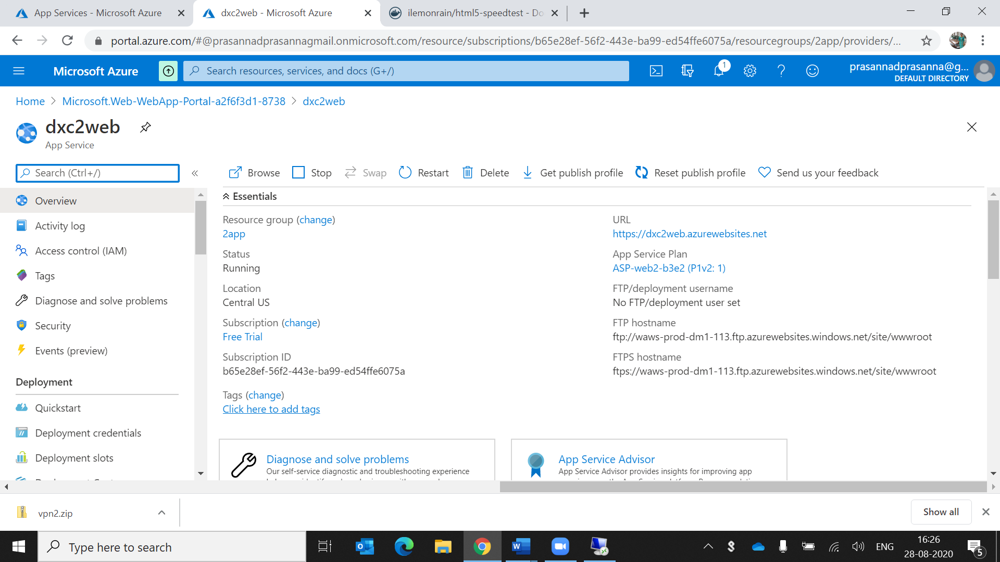 App Services - Microsoft Azure
dxc2web - Microsoft Azure
ilemonrain/html5-speedtest - Do
portal.azure.com/#@prasannadprasannagmail.onmicrosoft.com/resource/subscriptions/b65e28ef-56f2-443e-ba99-ed54ffe6075a/resourcegroups/2app/providers/...
Microsoft Azure
Search resources, services, and docs (G+/)
1
prasannadprasanna@g...
DEFAULT DIRECTORY
Home > Microsoft.Web-WebApp-Portal-a2f6f3d1-8738 > dxc2web
dxc2web
App Service
Search (Ctrl+/)
«
Browse
Stop
Swap
Restart
Delete
Get publish profile
Reset publish profile
Send us your feedback
Overview
Activity log
Access control (IAM)
Tags
Diagnose and solve problems
Security
Events (preview)
Deployment
Quickstart
Deployment credentials
Deployment slots
Essentials
Resource group (change)
2app
Status
Running
Location
Central US
Subscription (change)
Free Trial
Subscription ID
b65e28ef-56f2-443e-ba99-ed54ffe6075a
Tags (change)
Click here to add tags
URL
https://dxc2web.azurewebsites.net
App Service Plan
ASP-web2-b3e2 (P1v2: 1)
FTP/deployment username
No FTP/deployment user set
FTP hostname
ftp://waws-prod-dm1-113.ftp.azurewebsites.windows.net/site/wwwroot
FTPS hostname
ftps://waws-prod-dm1-113.ftp.azurewebsites.windows.net/site/wwwroot
Diagnose and solve problems
Our self-service diagnostic and troubleshooting experience
App Service Advisor
App Service Advisor provides insights for improving app
vpn2.zip
Show all
Type here to search
ENG
16:26
28-08-2020
5